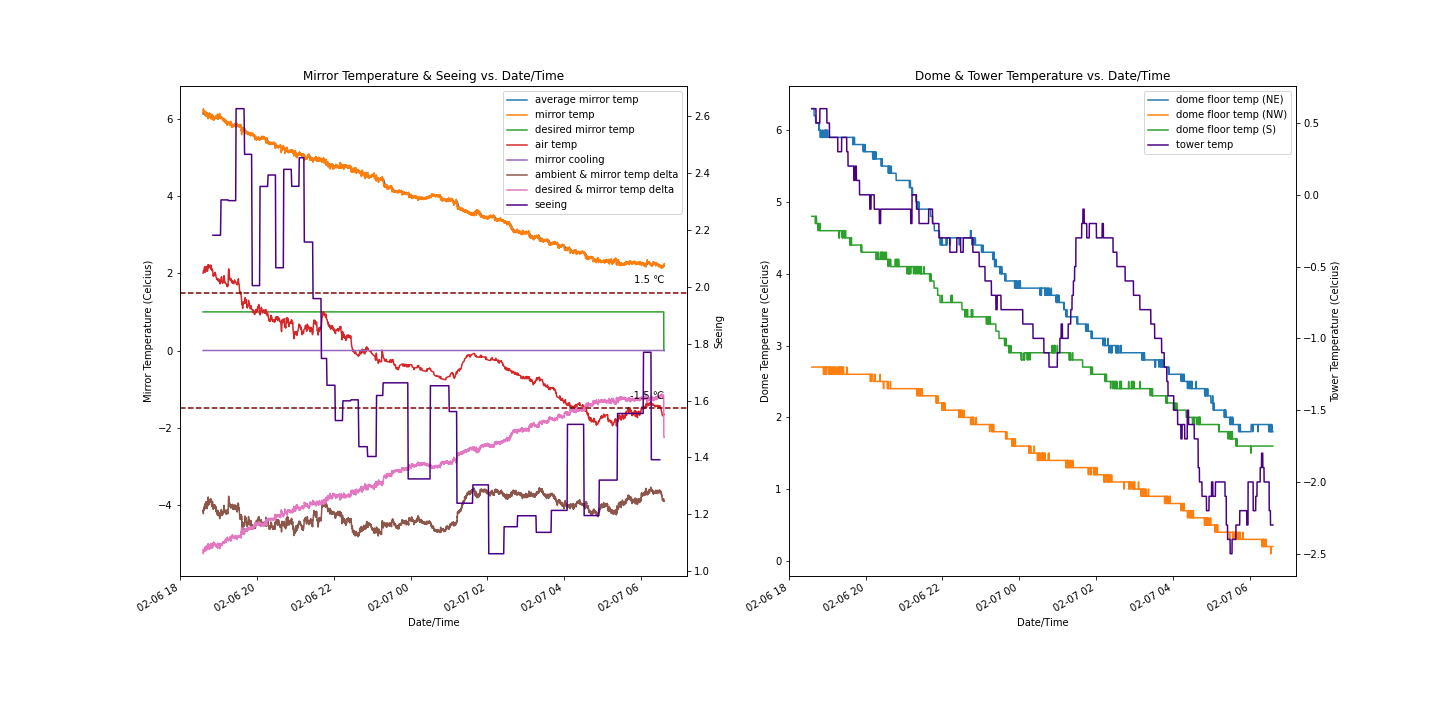 Mirror Temperature & Seeing vs. Date/Time
average mirror temp
mirror temp
desired mirror temp
air temp
mirror cooling
ambient & mirror temp delta
desired & mirror temp delta
seeing
Mirror Temperature (Celcius)
6
4
2
0
−2
−4
1.5 °C
-1.5 °C
2.6
2.4
2.2
2.0
1.8
1.6
1.4
1.2
1.0
Seeing
02-06 18
02-06 20
02-06 22
02-07 00
02-07 02
02-07 04
02-07 06
Date/Time
Dome & Tower Temperature vs. Date/Time
dome floor temp (NE)
dome floor temp (NW)
dome floor temp (S)
tower temp
Dome Temperature (Celcius)
6
5
4
3
2
1
0
0.5
0.0
−0.5
−1.0
−1.5
−2.0
−2.5
Tower Temperature (Celcius)
02-06 18
02-06 20
02-06 22
02-07 00
02-07 02
02-07 04
02-07 06
Date/Time